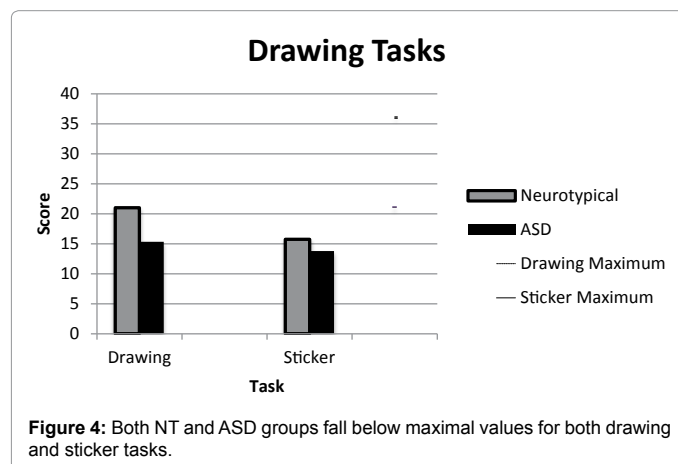 Drawing Tasks
40
35
30
25
20
15
10
5
0
Score
Drawing
Sticker
Task
Neurotypical
ASD
Drawing Maximum
Sticker Maximum
Figure 4: Both NT and ASD groups fall below maximal values for both drawing
and sticker tasks.